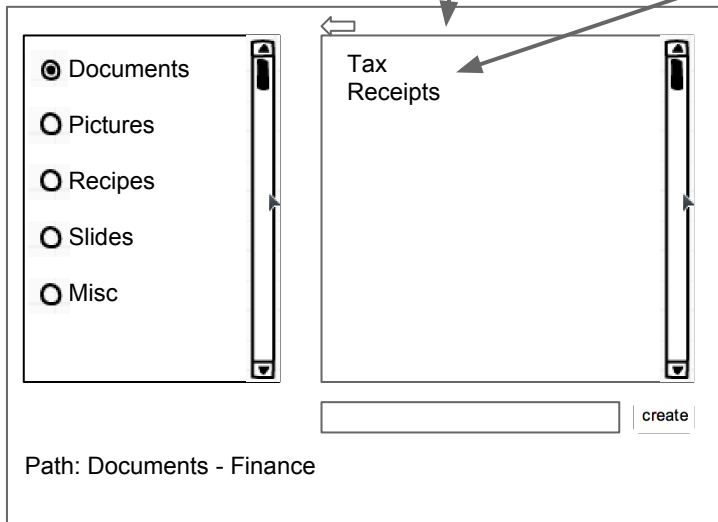 Documents
Pictures
Recipes
Slides
Misc
Tax
Receipts
create
Path: Documents - Finance